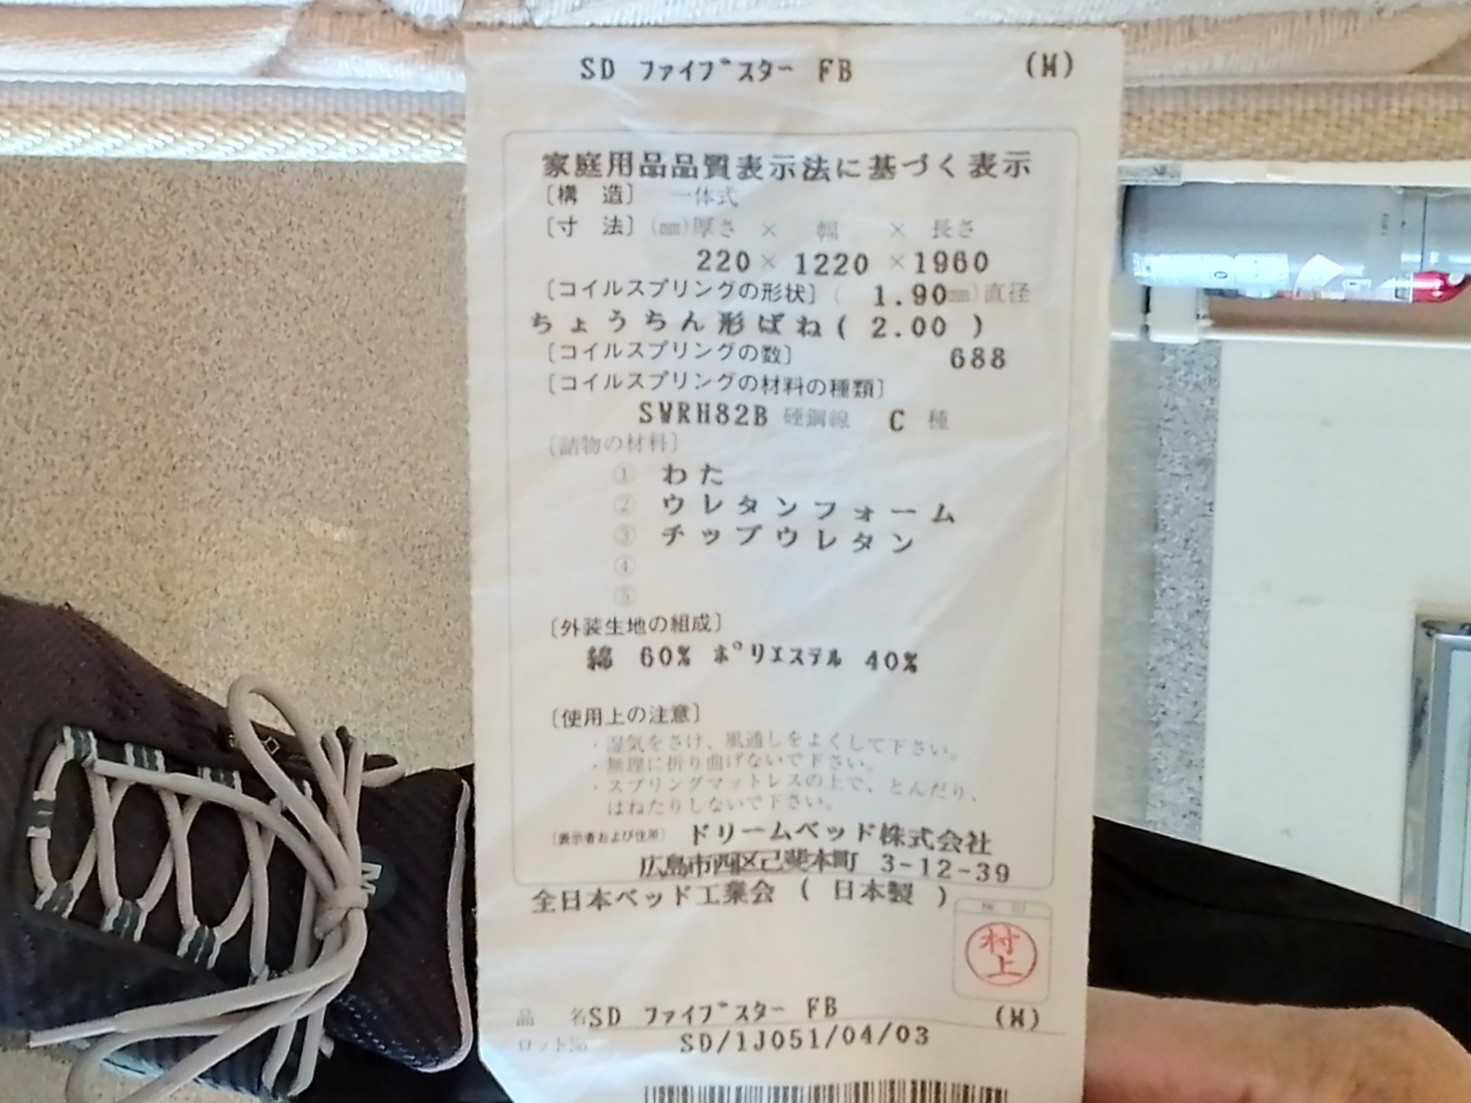 SD ファイブスター FB (M)
家庭用品品質表示法に基づく表示
〔構 造〕 一体式
〔寸 法〕(㎜)厚さ × 幅 × 長さ
220 × 1220 × 1960
〔コイルスプリングの形状〕( 1.90㎜)直径
ちょうちん形ばね( 2.00 )
〔コイルスプリングの数〕 688
〔コイルスプリングの材料の種類〕
SWRH82B 硬鋼線 C 種
〔詰物の材料〕
① わた
② ウレタンフォーム
③ チップウレタン
④
⑤
〔外装生地の組成〕
綿 60% ポリエステル 40%
〔使用上の注意〕
・湿気をさけ、風通しをよくして下さい。
・無理に折り曲げないで下さい。
・スプリングマットレスの上で、とんだり、
はねたりしないで下さい。
〔表示者および住所〕 ドリームベッド株式会社
広島市西区己斐本町 3-12-39
全日本ベッド工業会 ( 日本製 )
検印
村上
品 名 SD ファイブスター FB (M)
ロット№ SD/1J051/04/03